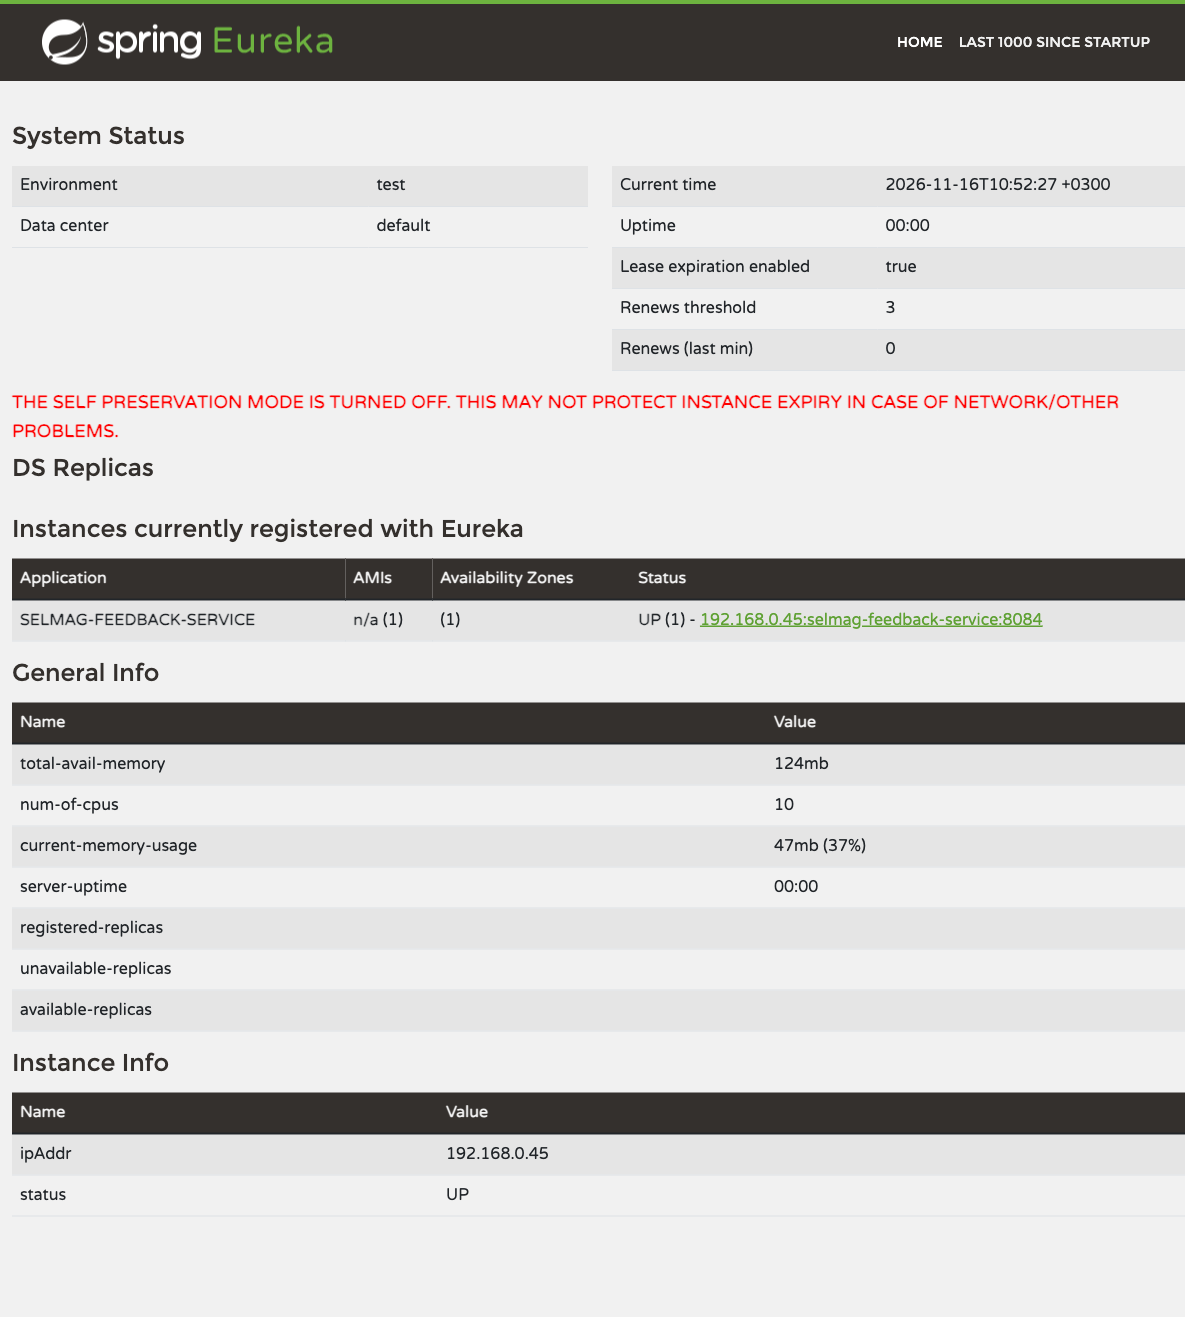 spring Eureka
HOME LAST 1000 SINCE STARTUP
System Status
Environment test
Data center default
Current time 2026-11-16T10:52:27 +0300
Uptime 00:00
Lease expiration enabled true
Renews threshold 3
Renews (last min) 0
THE SELF PRESERVATION MODE IS TURNED OFF. THIS MAY NOT PROTECT INSTANCE EXPIRY IN CASE OF NETWORK/OTHER
PROBLEMS.
DS Replicas
Instances currently registered with Eureka
Application AMIs Availability Zones Status
SELMAG-FEEDBACK-SERVICE n/a (1) (1) UP (1) - 192.168.0.45:selmag-feedback-service:8084
General Info
Name Value
total-avail-memory 124mb
num-of-cpus 10
current-memory-usage 47mb (37%)
server-uptime 00:00
registered-replicas
unavailable-replicas
available-replicas
Instance Info
Name Value
ipAddr 192.168.0.45
status UP